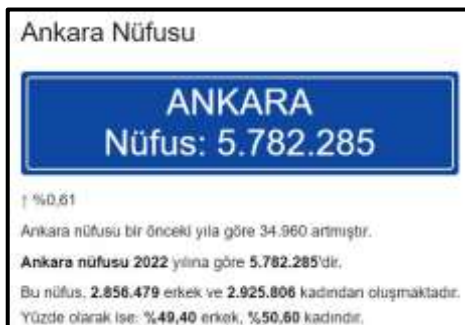 Ankara Nüfusu
ANKARA
Nüfus: 5.782.285
↑ %0,61
Ankara nüfusu bir önceki yıla göre 34.960 artmıştır.
Ankara nüfusu 2022 yılına göre 5.782.285'dir.
Bu nüfus, 2.856.479 erkek ve 2.925.806 kadından oluşmaktadır.
Yüzde olarak ise: %49,40 erkek, %50,60 kadındır.